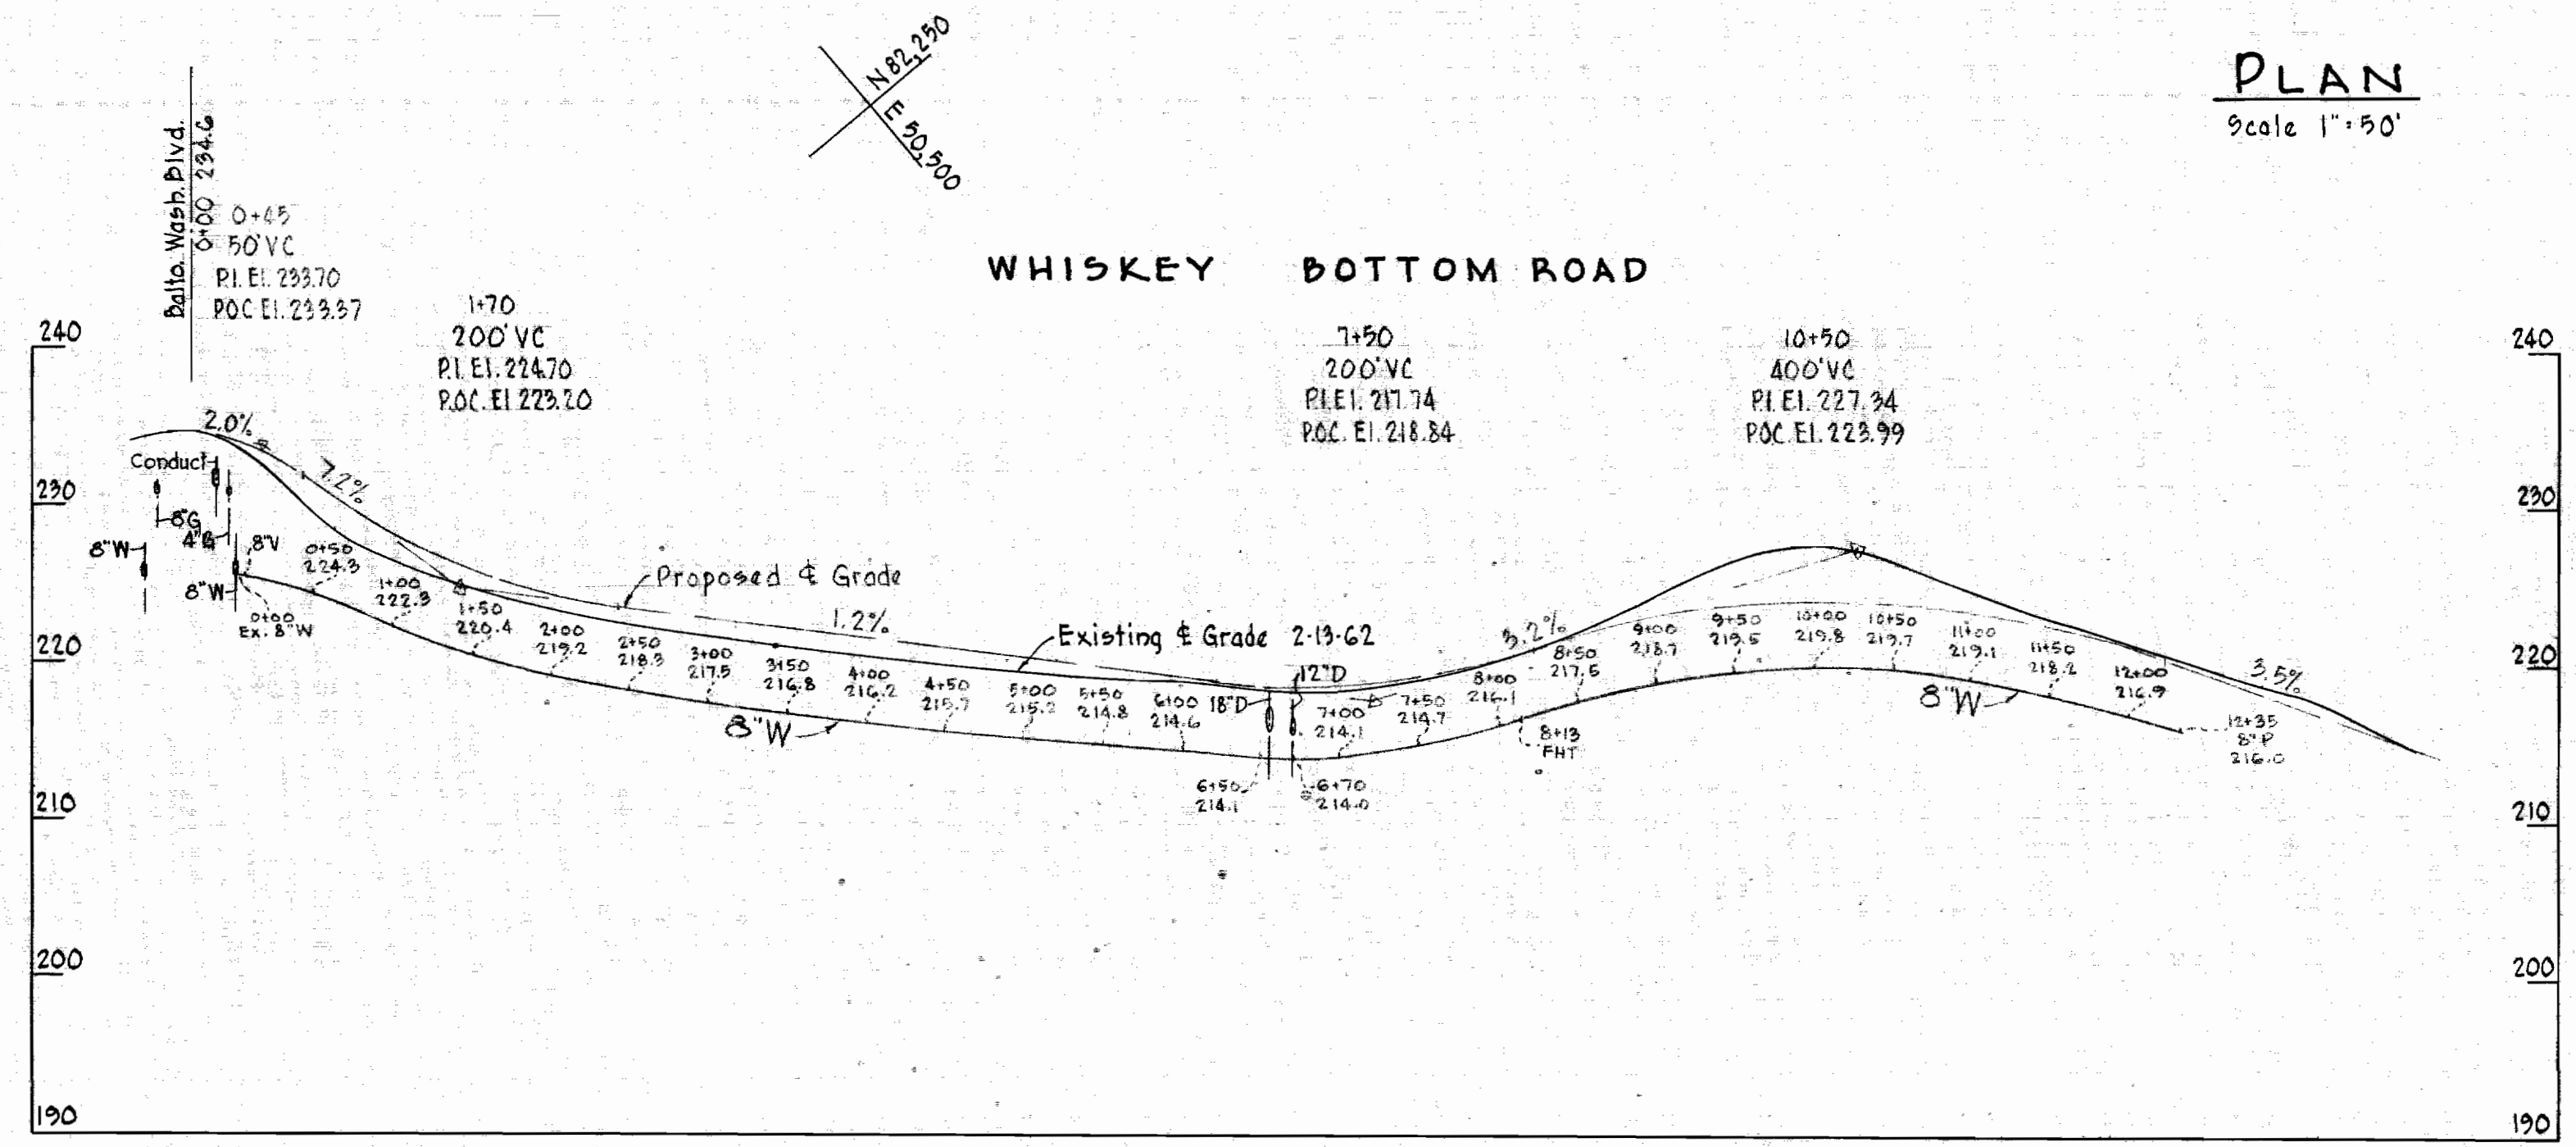 PLAN
Scale 1"=50'
N 82,250
E 50,500
Balto. Wash. Blvd.
0+00 234.6
0+45
50' VC
P.I. El. 233.70
P.O.C. El. 233.37
WHISKEY BOTTOM ROAD
1+70
200' VC
P.I. El. 224.70
P.O.C. El. 223.20
7+50
200' VC
P.I. El. 217.74
P.O.C. El. 218.84
10+50
400' VC
P.I. El. 227.34
P.O.C. El. 223.99
240
240
2.0%
Conduct
7.2%
230
230
8"G
4"G
8"W
8"V
8"W
0+00
Ex. 8"W
0+50
224.3
1+00
222.3
1+50
220.4
2+00
219.2
2+50
218.3
3+00
217.5
3+50
216.8
4+00
216.2
4+50
215.7
5+00
215.2
5+50
214.8
6+00
214.6
Proposed ℄ Grade
1.2%
Existing ℄ Grade 2-13-62
12"D
18"D
6+50
214.1
6+70
214.0
7+00
214.1
7+50
214.7
8+00
216.1
8+13
FHT
3.2%
8+50
217.5
9+00
218.7
9+50
219.5
10+00
219.8
10+50
219.7
11+00
219.1
11+50
218.2
12+00
216.9
3.5%
12+35
8"P
216.0
8"W
8"W
220
220
210
210
200
200
190
190